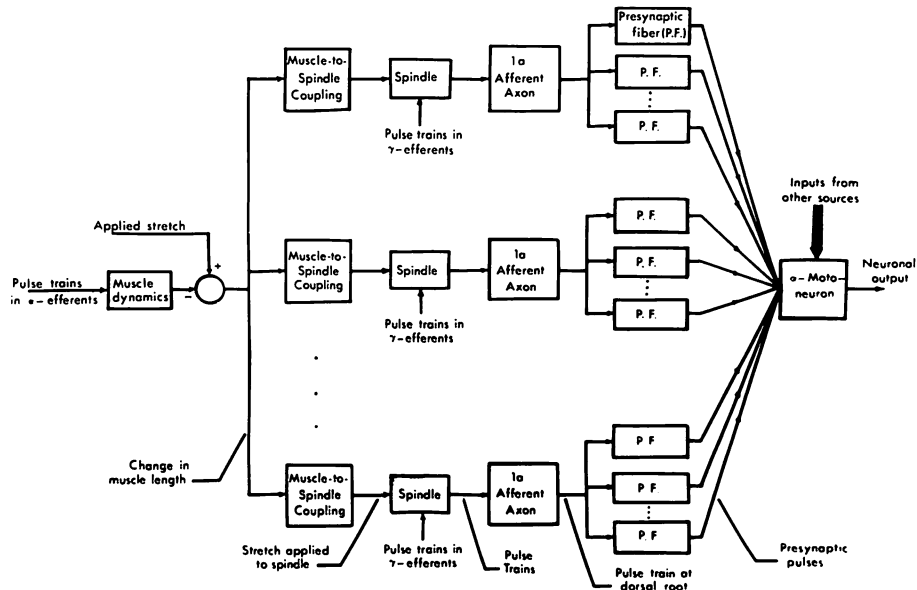 Presynaptic
fiber (P.F.)
Muscle-to-
Spindle
Coupling
Spindle
1a
Afferent
Axon
P. F.
P. F.
Pulse trains in
γ-efferents
Inputs from
other sources
Applied stretch
+
Pulse trains
in α-efferents
Muscle
dynamics
−
Muscle-to-
Spindle
Coupling
Spindle
1a
Afferent
Axon
P. F.
P. F.
P. F.
Pulse trains in
γ-efferents
α-Moto-
neuron
Neuronal
output
Change in
muscle length
Muscle-to-
Spindle
Coupling
Spindle
1a
Afferent
Axon
P F
P F.
P. F
Stretch applied
to spindle
Pulse trains in
γ-efferents
Pulse
Trains
Pulse train at
dorsal root
Presynaptic
pulses